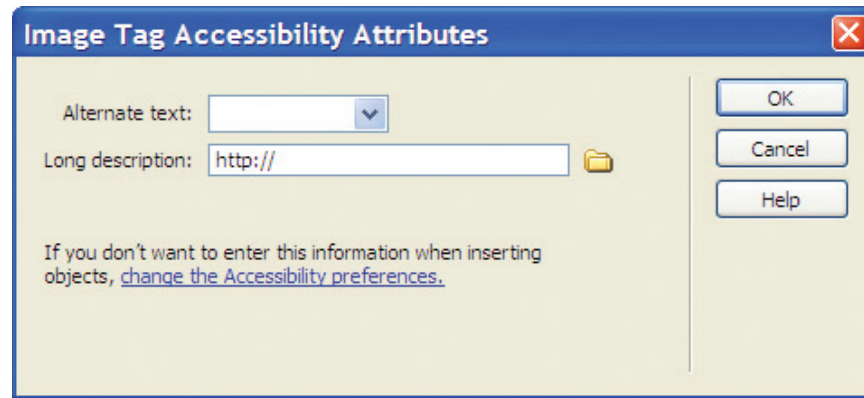 Image Tag Accessibility Attributes
Alternate text:
Long description: http://
OK
Cancel
Help
If you don't want to enter this information when inserting
objects, change the Accessibility preferences.